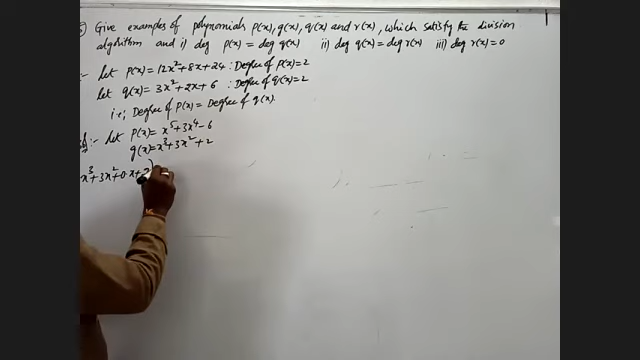 5) Give examples of polynomials p(x), g(x), q(x) and r(x), which satisfy the division
algorithm and i) deg p(x) = deg q(x) ii) deg q(x) = deg r(x) iii) deg r(x) = 0
:- Let P(x) = 12x²+8x+24 : Degree of P(x) = 2
Let q(x) = 3x²+2x+6 : Degree of q(x) = 2
i.e; Degree of P(x) = Degree of q(x).
:- Let P(x) = x⁵+3x⁴-6
g(x) = x³+3x²+2
x³+3x²+0.x+2)